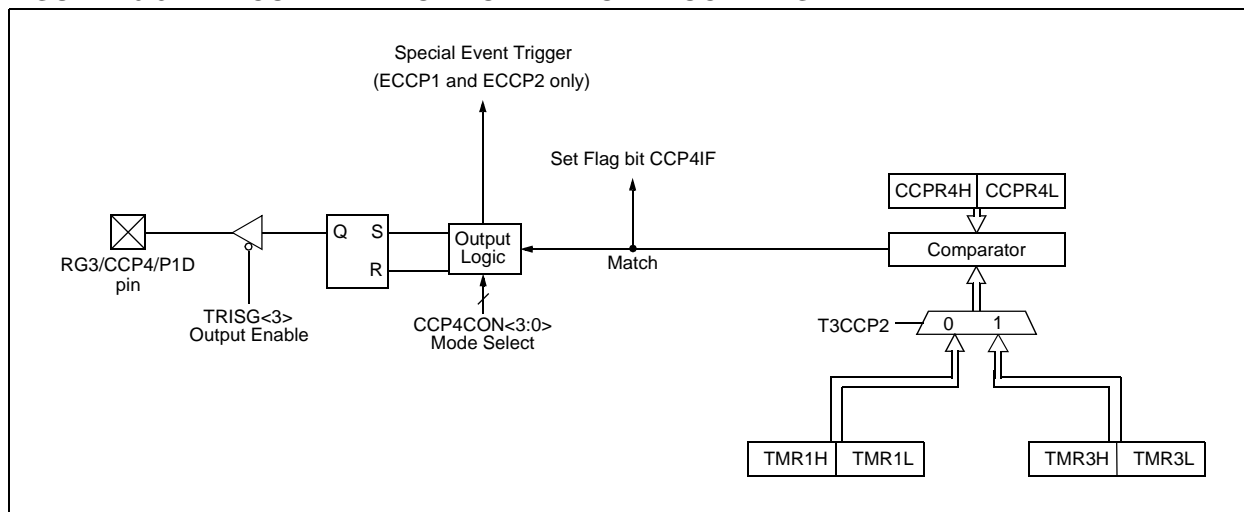 Special Event Trigger
(ECCP1 and ECCP2 only)
Set Flag bit CCP4IF
CCPR4H CCPR4L
Q S
R
Output
Logic
Match
Comparator
RG3/CCP4/P1D
pin
TRISG<3>
Output Enable
CCP4CON<3:0>
Mode Select
T3CCP2
0 1
TMR1H TMR1L
TMR3H TMR3L